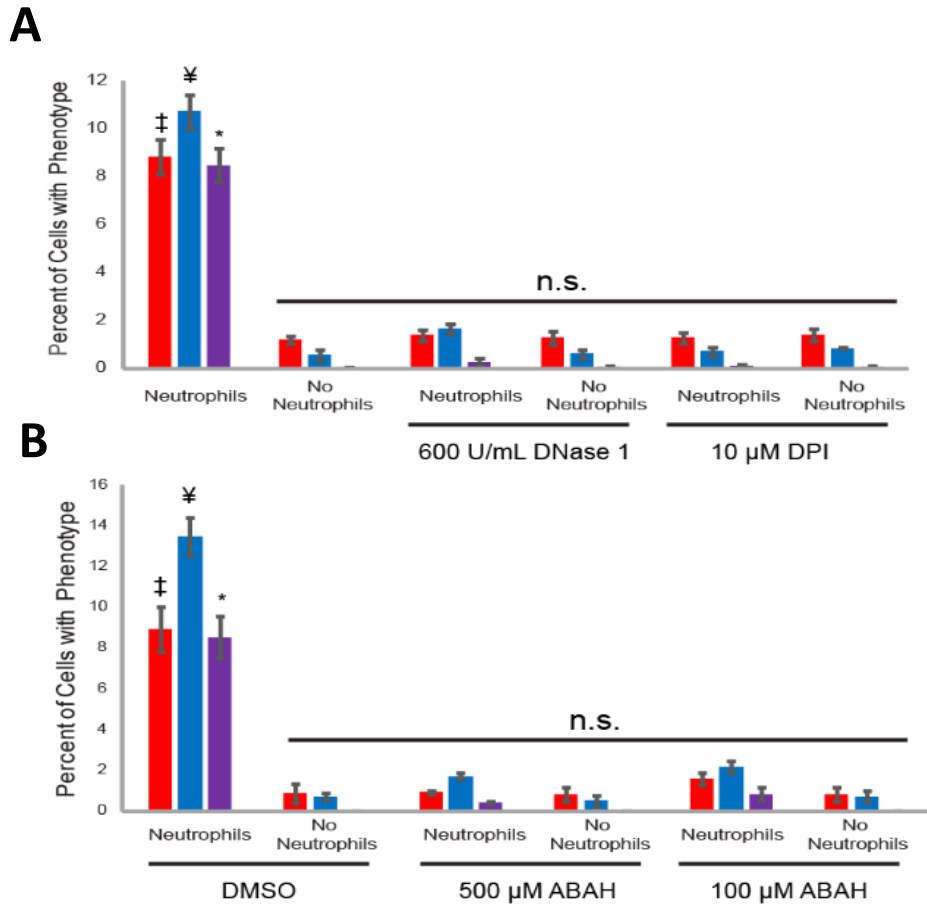 A
Percent of Cells with Phenotype
12
10
8
6
4
2
0
‡
¥
*
n.s.
Neutrophils
No
Neutrophils
Neutrophils
No
Neutrophils
Neutrophils
No
Neutrophils
600 U/mL DNase 1
10 µM DPI
B
Percent of Cells with Phenotype
16
14
12
10
8
6
4
2
0
‡
¥
*
n.s.
Neutrophils
No
Neutrophils
Neutrophils
No
Neutrophils
Neutrophils
No
Neutrophils
DMSO
500 µM ABAH
100 µM ABAH